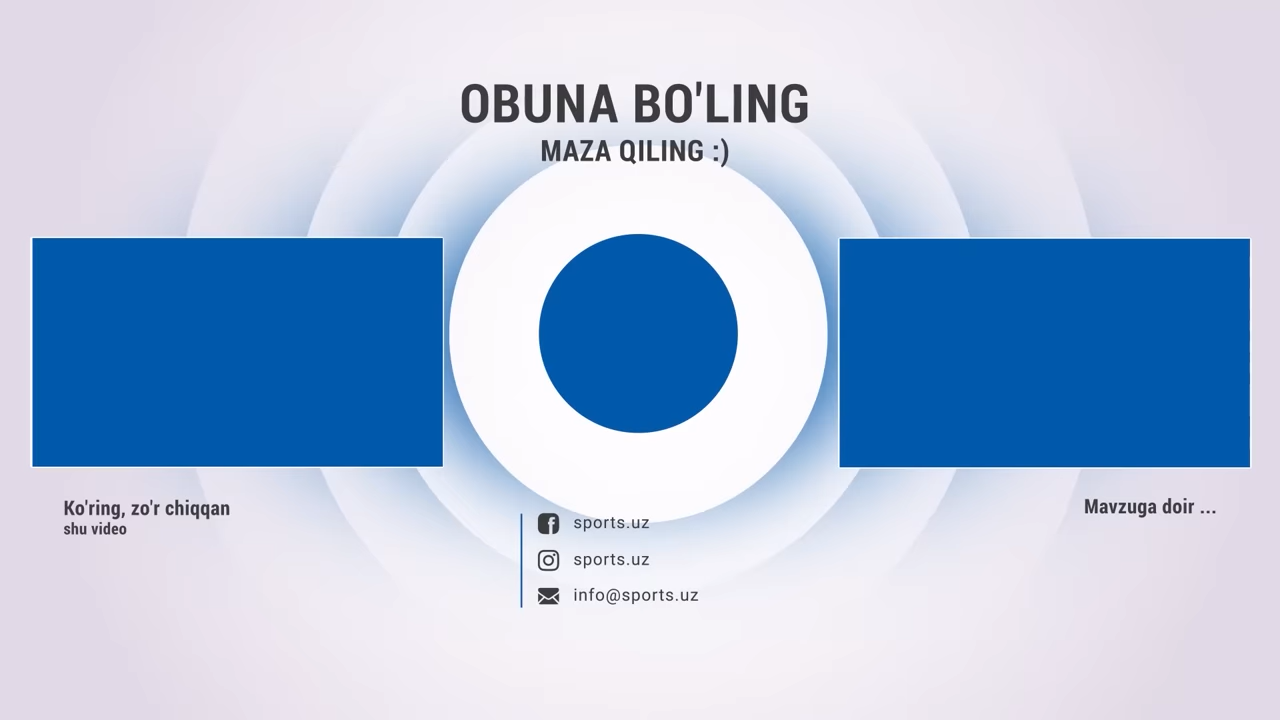 OBUNA BO'LING
MAZA QILING :)
Ko'ring, zo'r chiqqan
shu video
Mavzuga doir ...
sports.uz
sports.uz
info@sports.uz